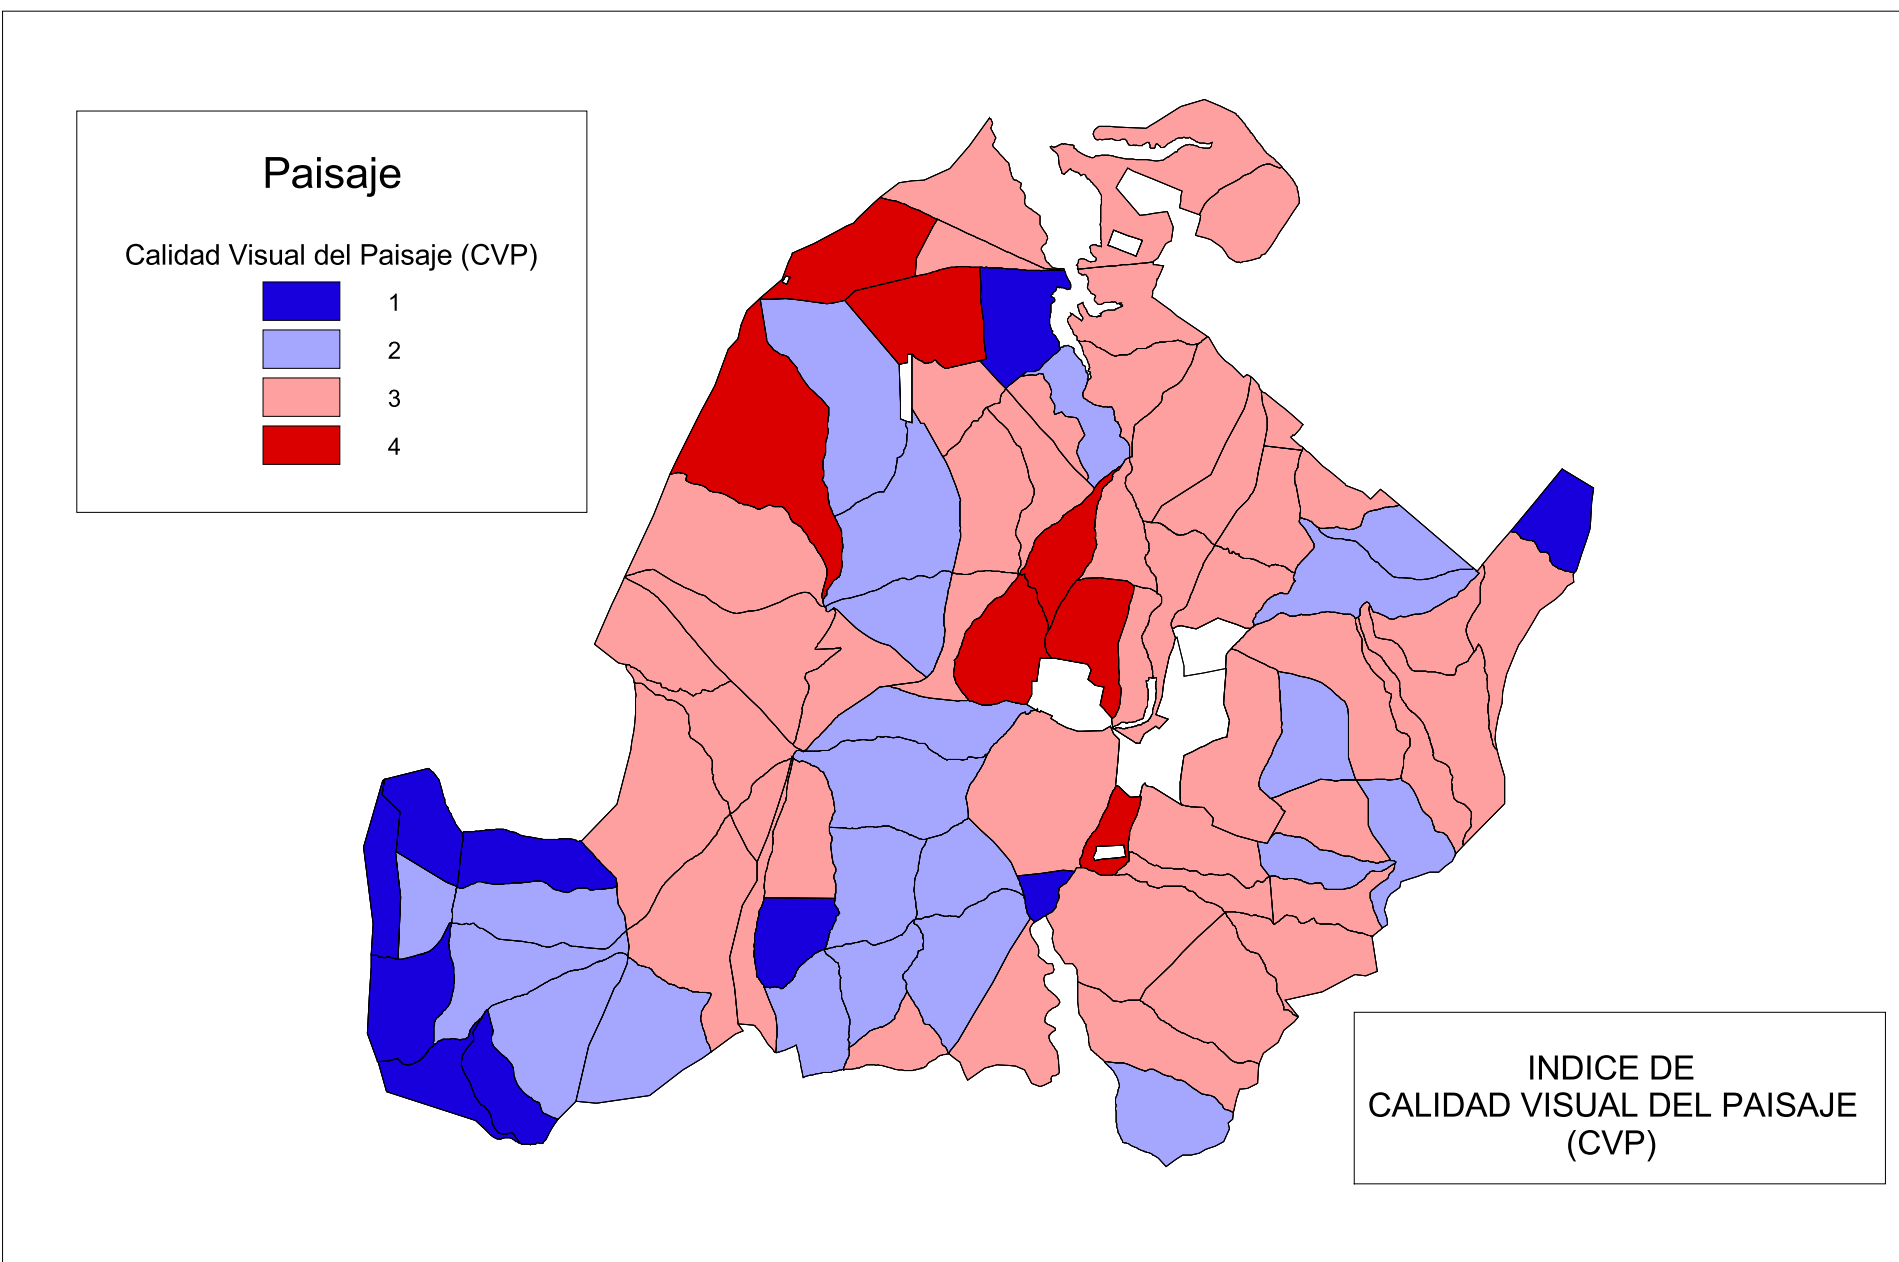 Paisaje
Calidad Visual del Paisaje (CVP)
1
2
3
4
INDICE DE
CALIDAD VISUAL DEL PAISAJE
(CVP)